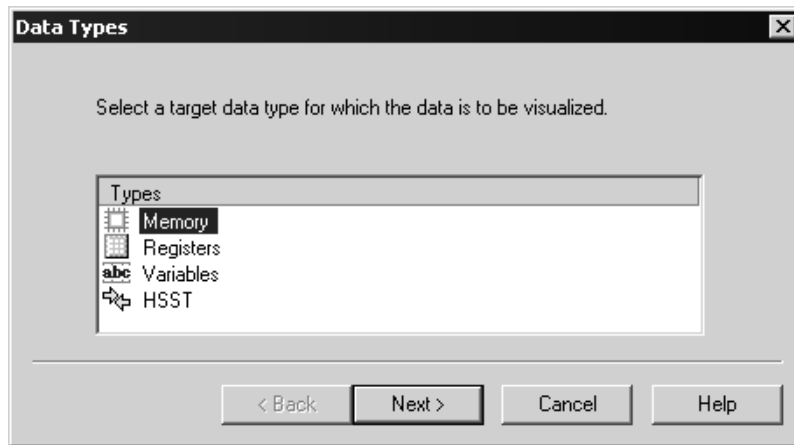 Data Types
Select a target data type for which the data is to be visualized.
Types
Memory
Registers
abc Variables
HSST
< Back Next > Cancel Help